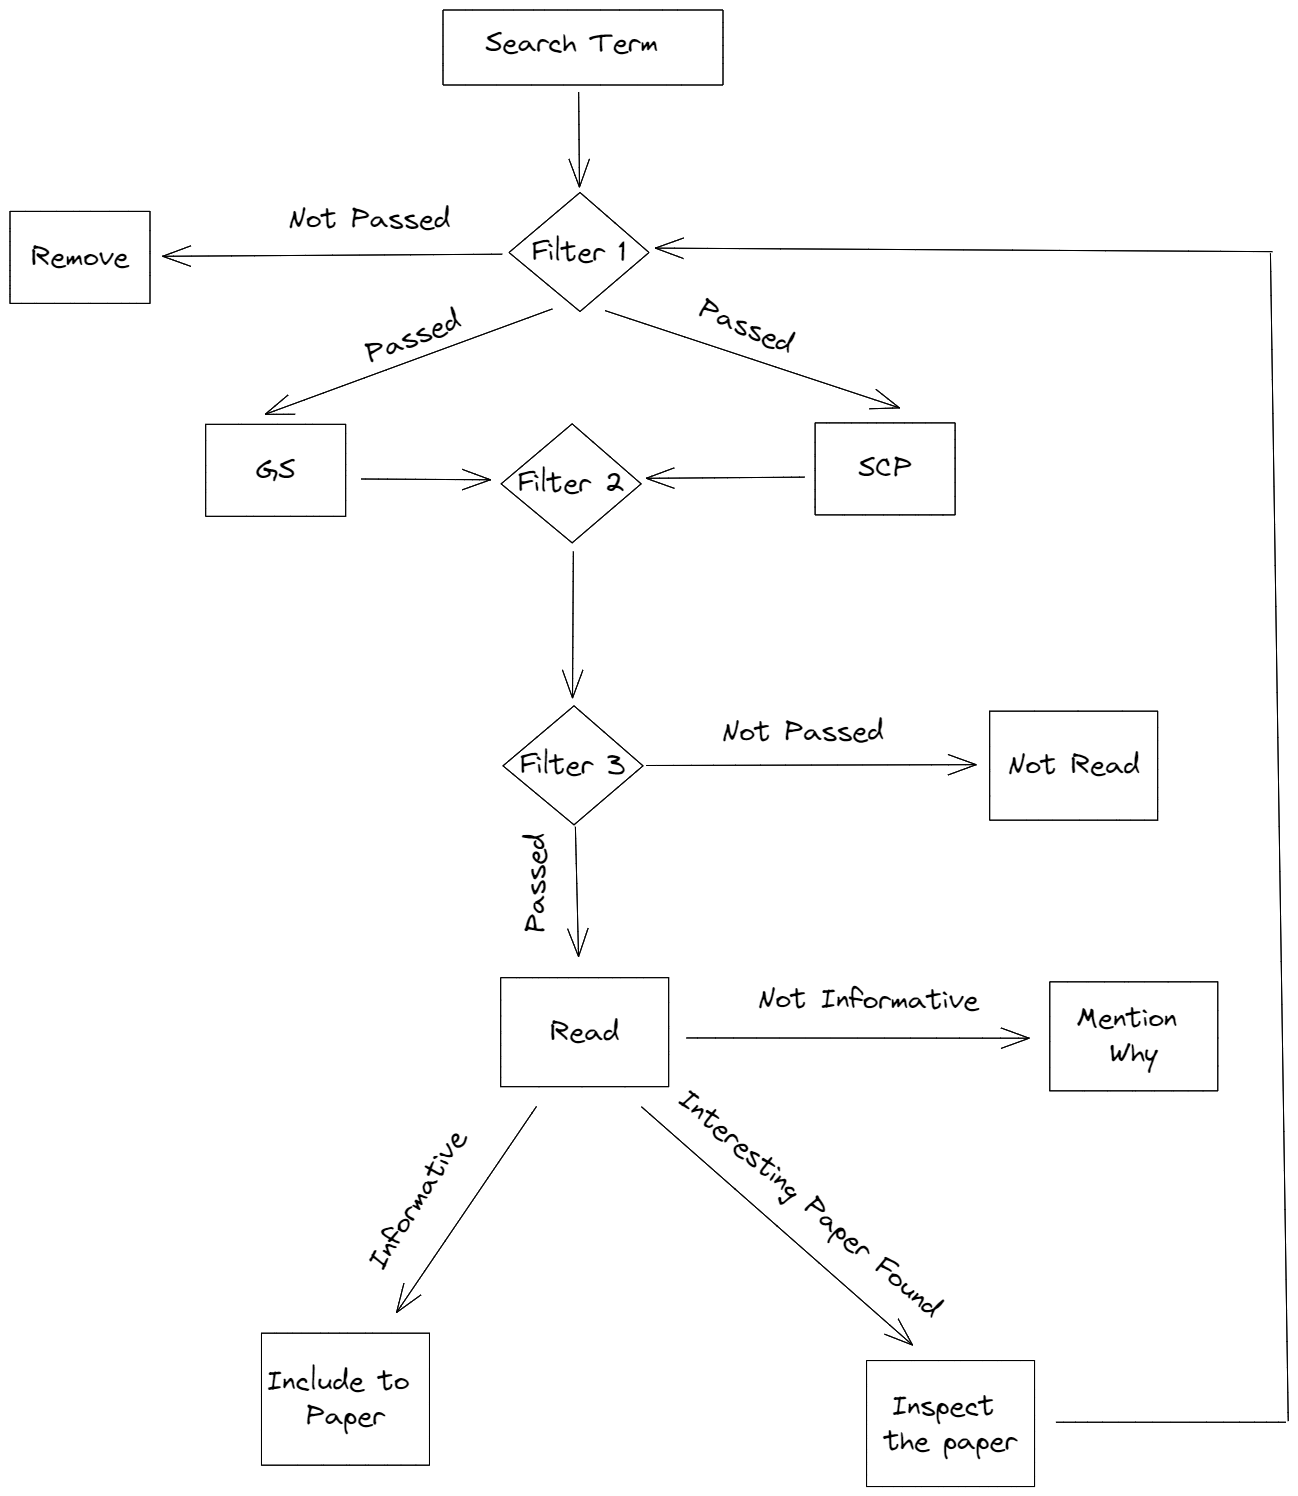 Search Term
Not Passed
Remove
Filter 1
Passed
Passed
GS
Filter 2
SCP
Filter 3
Not Passed
Not Read
Passed
Read
Not Informative
Mention
Why
Informative
Interesting Paper Found
Include to
Paper
Inspect
the paper